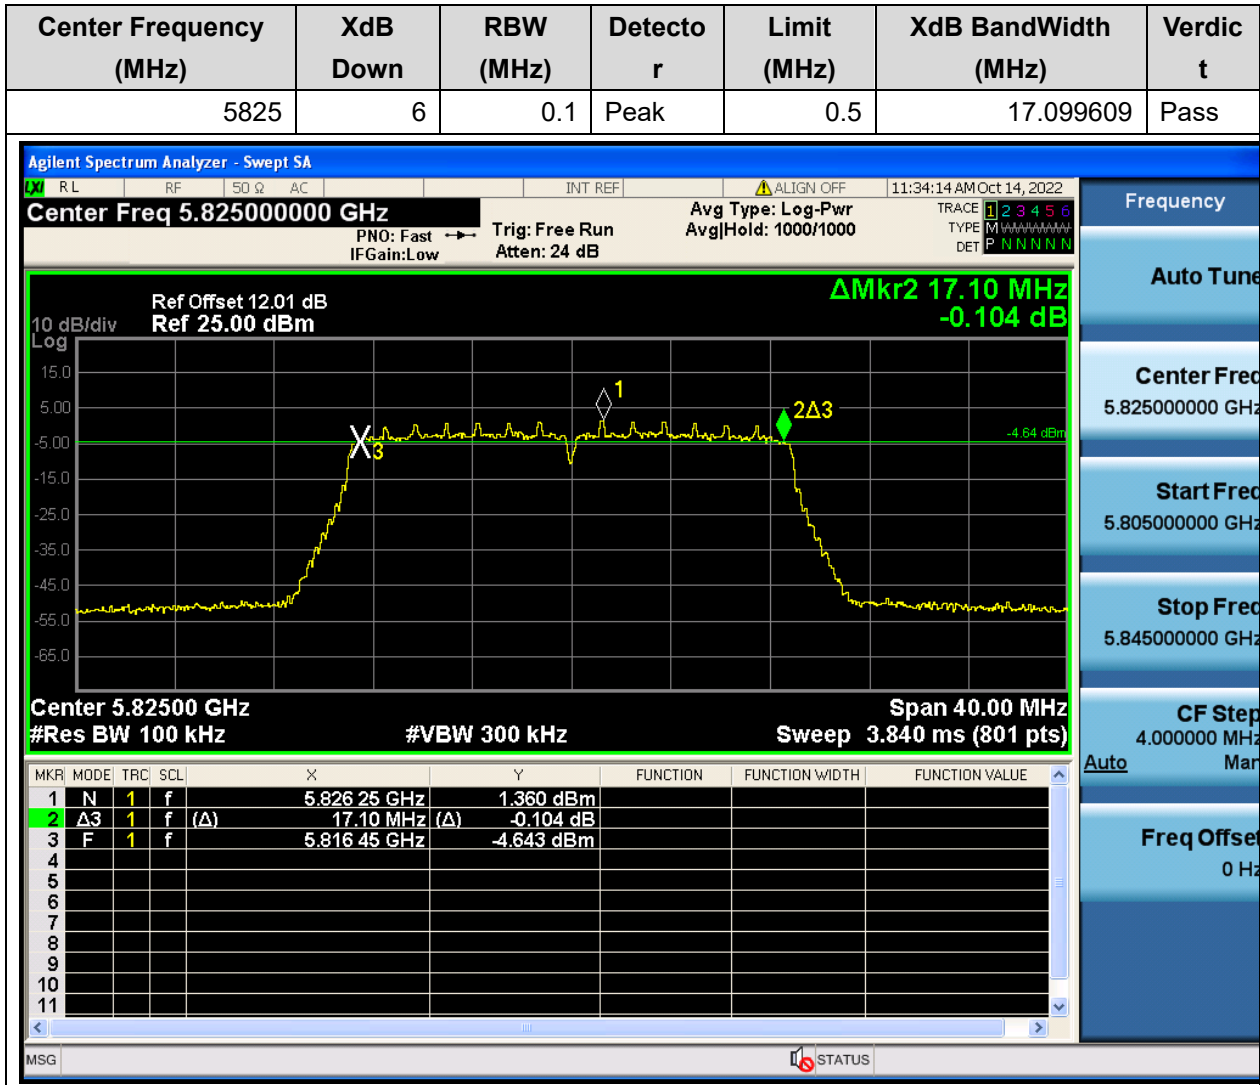 Center Frequency (MHz) XdB Down RBW (MHz) Detecto r Limit (MHz) XdB BandWidth (MHz) Verdic t
5825 6 0.1 Peak 0.5 17.099609 Pass
Agilent Spectrum Analyzer - Swept SA
LXI RL RF 50 Ω AC INT REF ALIGN OFF 11:34:14 AM Oct 14, 2022
Center Freq 5.825000000 GHz
PNO: Fast
IFGain:Low
Trig: Free Run
Atten: 24 dB
Avg Type: Log-Pwr
Avg|Hold: 1000/1000
TRACE 1 2 3 4 5 6
TYPE M
DET P N N N N N
Frequency
Auto Tune
Center Freq
5.825000000 GHz
Start Freq
5.805000000 GHz
Stop Freq
5.845000000 GHz
CF Step
4.000000 MHz
Auto Man
Freq Offset
0 Hz
ΔMkr2 17.10 MHz
-0.104 dB
Ref Offset 12.01 dB
10 dB/div Ref 25.00 dBm
Log
15.0
5.00
-5.00
-15.0
-25.0
-35.0
-45.0
-55.0
-65.0
1
2Δ3
3
-4.64 dBm
Center 5.82500 GHz Span 40.00 MHz
#Res BW 100 kHz #VBW 300 kHz Sweep 3.840 ms (801 pts)
MKR MODE TRC SCL X Y FUNCTION FUNCTION WIDTH FUNCTION VALUE
1 N 1 f 5.826 25 GHz 1.360 dBm
2 Δ3 1 f (Δ) 17.10 MHz (Δ) -0.104 dB
3 F 1 f 5.816 45 GHz -4.643 dBm
4
5
6
7
8
9
10
11
MSG STATUS